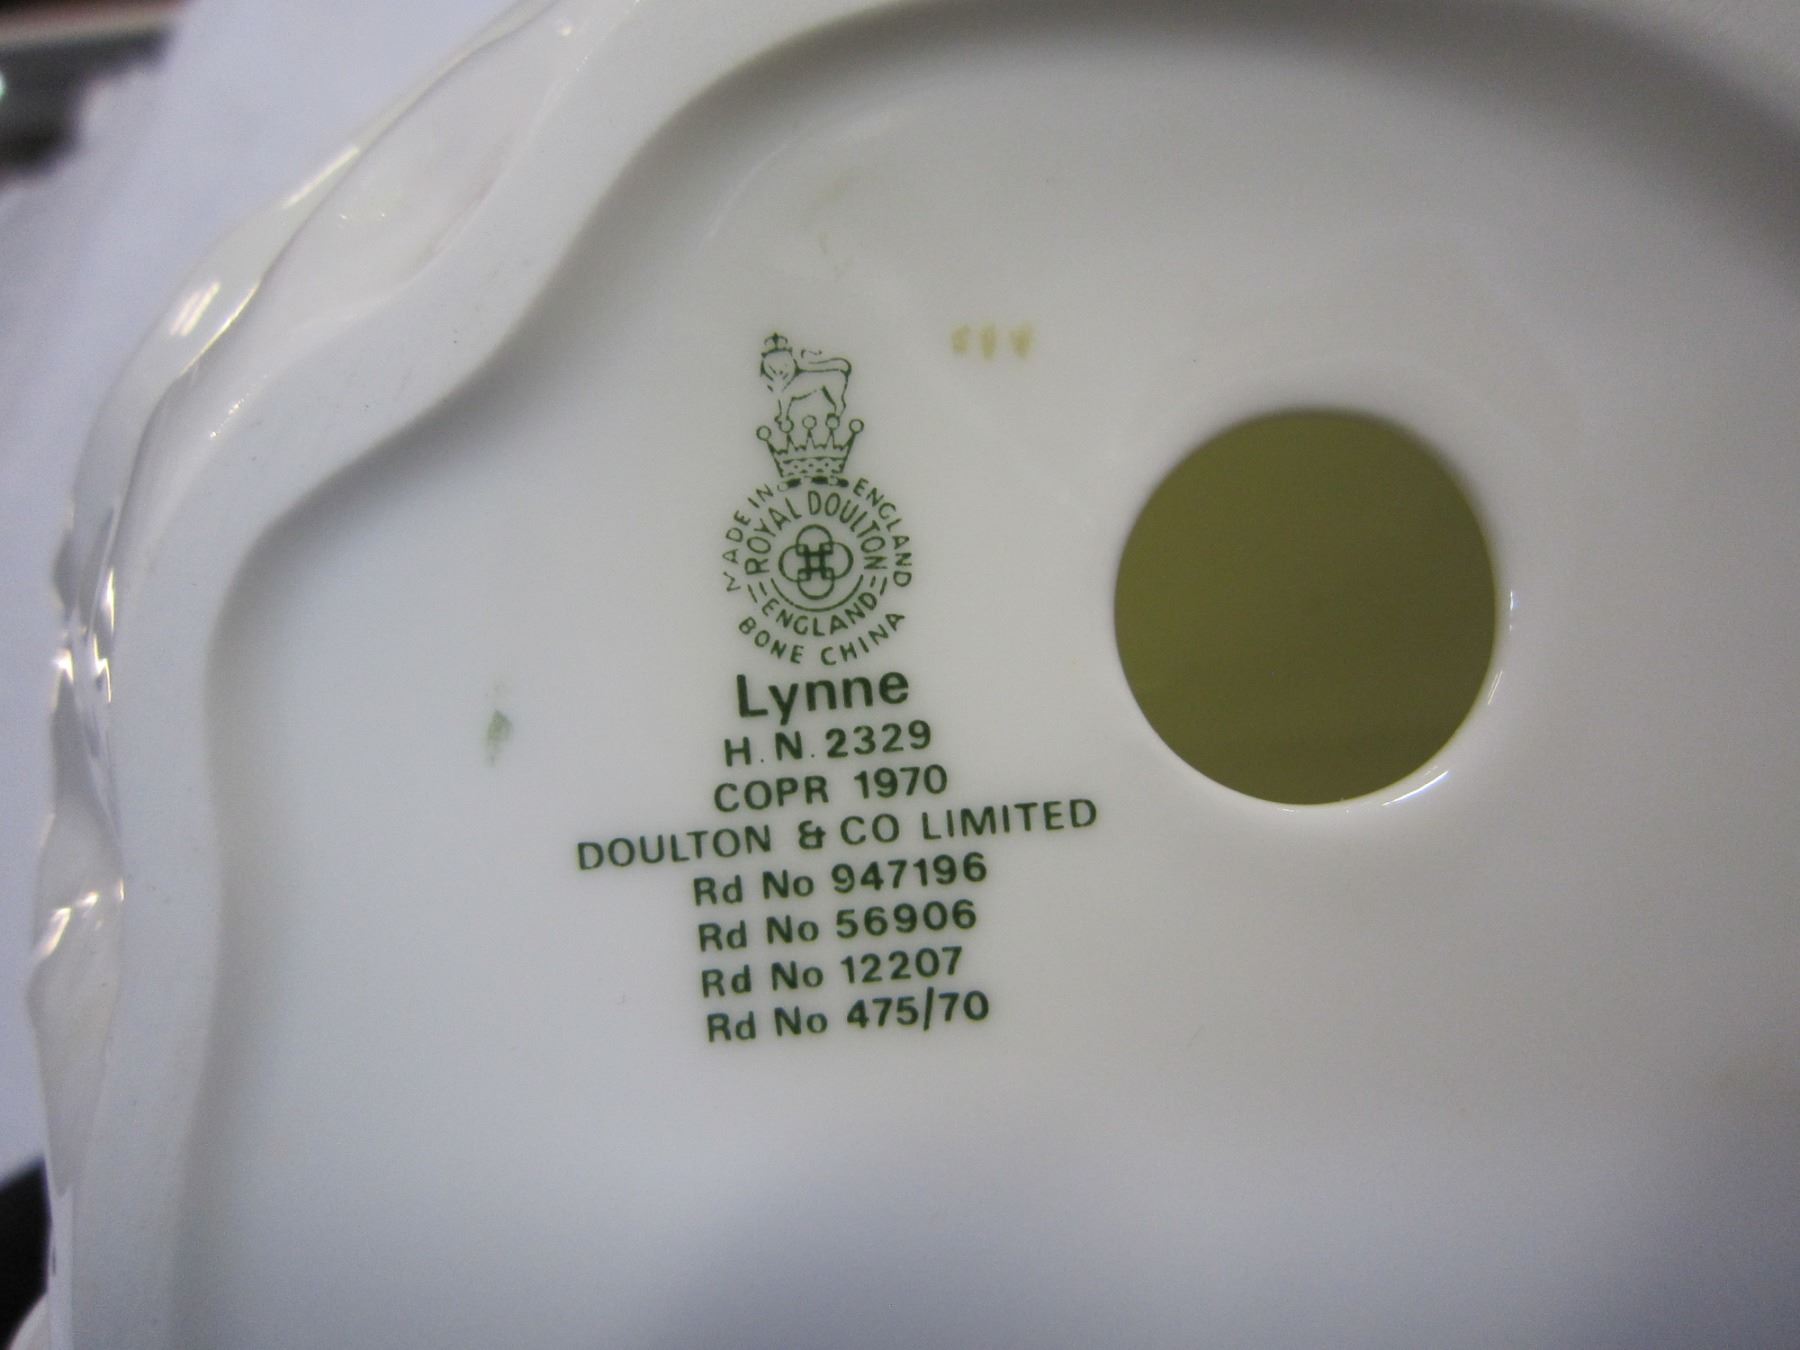 MADE IN ENGLAND
ROYAL DOULTON
ENGLAND
BONE CHINA
Lynne
H.N. 2329
COPR 1970
DOULTON & CO LIMITED
Rd No 947196
Rd No 56906
Rd No 12207
Rd No 475/70